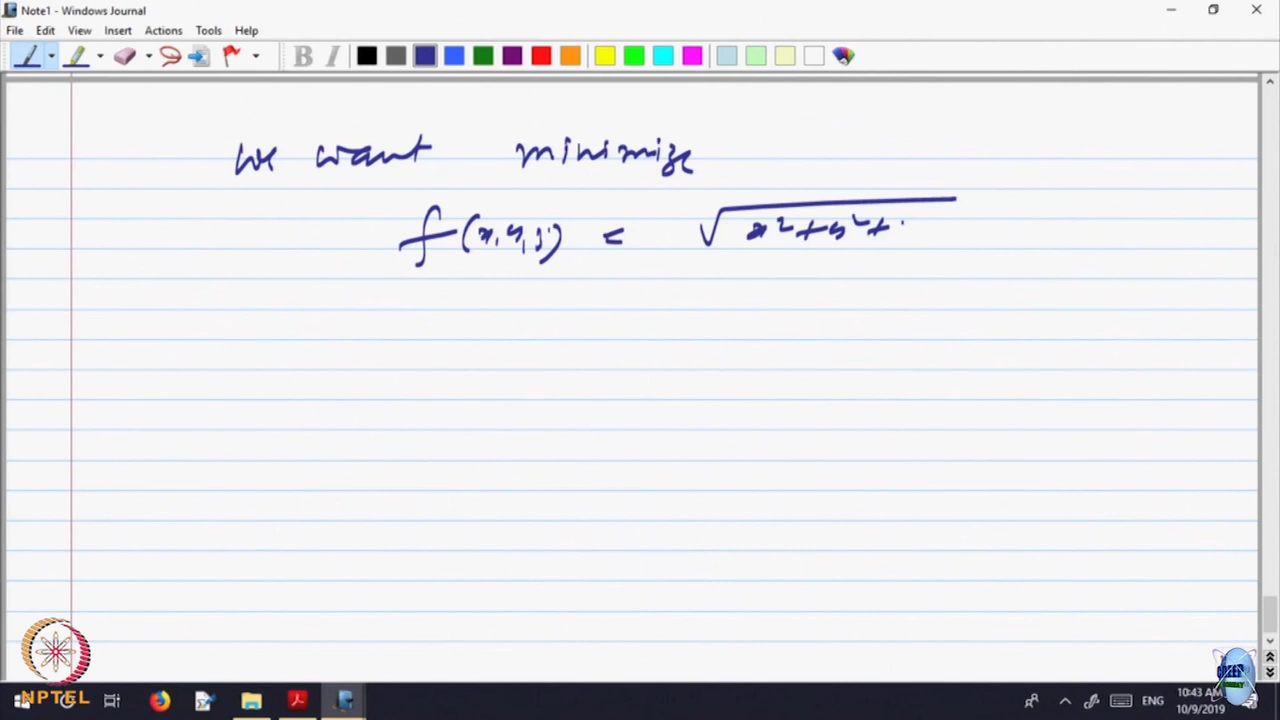 Note1 - Windows Journal
File Edit View Insert Actions Tools Help
B I
We want minimize
f(x, y, z) = √x²+y²+
NPTEL
ENG
10:43 AM
10/9/2019